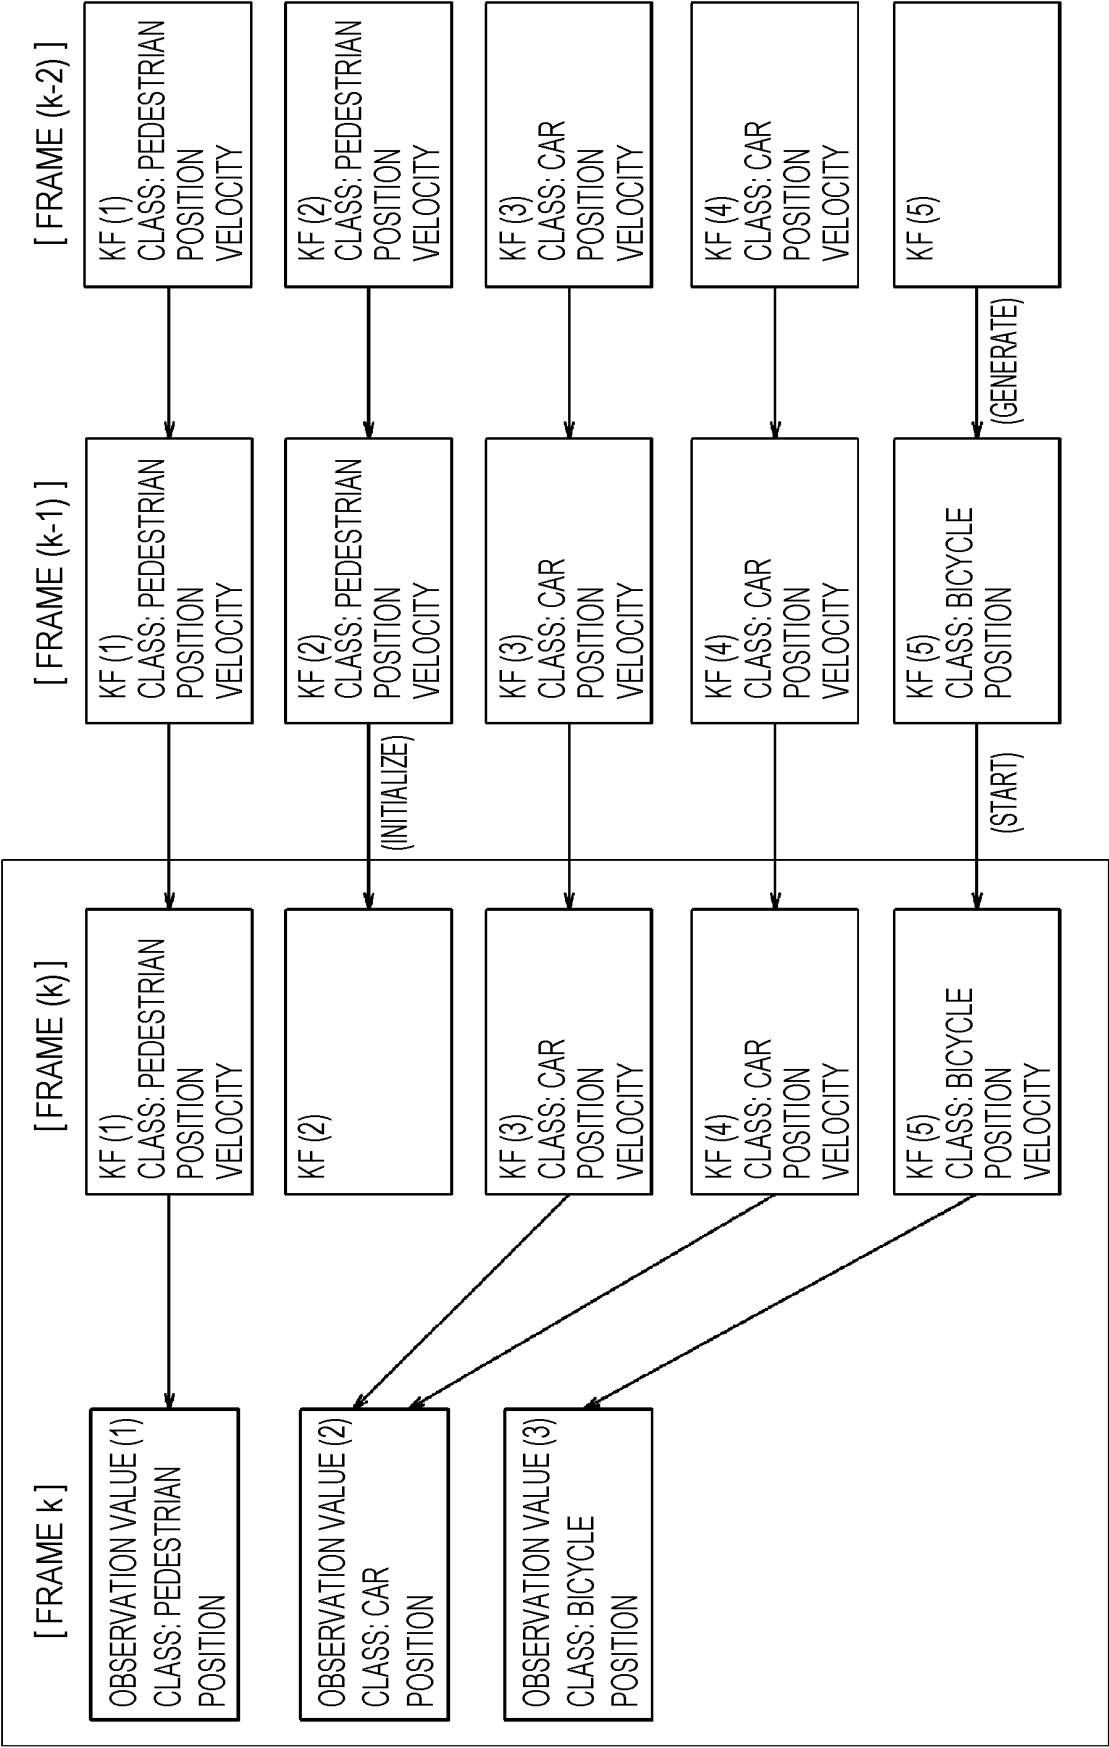 [ FRAME k ]
[FRAME (k)]
[ FRAME (k-1) ]
[ FRAME (k-2) ]
OBSERVATION VALUE (1)
CLASS: PEDESTRIAN
POSITION
KF (1)
CLASS: PEDESTRIAN
POSITION
VELOCITY
KF (1)
CLASS: PEDESTRIAN
POSITION
VELOCITY
KF (1)
CLASS: PEDESTRIAN
POSITION
VELOCITY
OBSERVATION VALUE (2)
CLASS: CAR
POSITION
KF (2)
(INITIALIZE)
KF (2)
CLASS: PEDESTRIAN
POSITION
VELOCITY
KF (2)
CLASS: PEDESTRIAN
POSITION
VELOCITY
OBSERVATION VALUE (3)
CLASS: BICYCLE
POSITION
KF (3)
CLASS: CAR
POSITION
VELOCITY
KF (3)
CLASS: CAR
POSITION
VELOCITY
KF (3)
CLASS: CAR
POSITION
VELOCITY
KF (4)
CLASS: CAR
POSITION
VELOCITY
KF (4)
CLASS: CAR
POSITION
VELOCITY
KF (4)
CLASS: CAR
POSITION
VELOCITY
KF (5)
CLASS: BICYCLE
POSITION
VELOCITY
(START)
KF (5)
CLASS: BICYCLE
POSITION
(GENERATE)
KF (5)